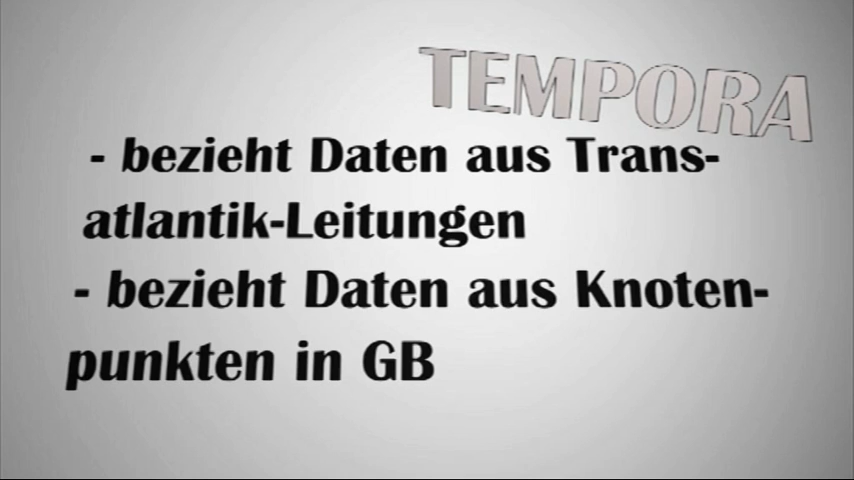 TEMPORA
- bezieht Daten aus Trans-
atlantik-Leitungen
- bezieht Daten aus Knoten-
punkten in GB